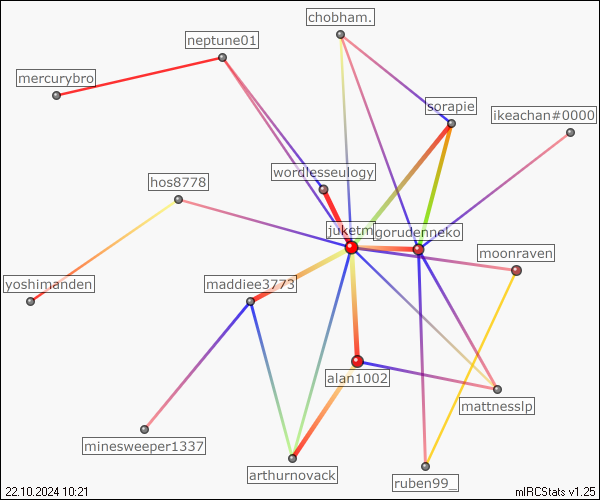 chobham.
neptune01
mercurybro
sorapie
ikeachan#0000
wordlesseulogy
hos8778
juketm
gorudenneko
moonraven
yoshimanden
maddiee3773
alan1002
mattnesslp
minesweeper1337
arthurnovack
ruben99_
22.10.2024 10:21
mIRCStats v1.25